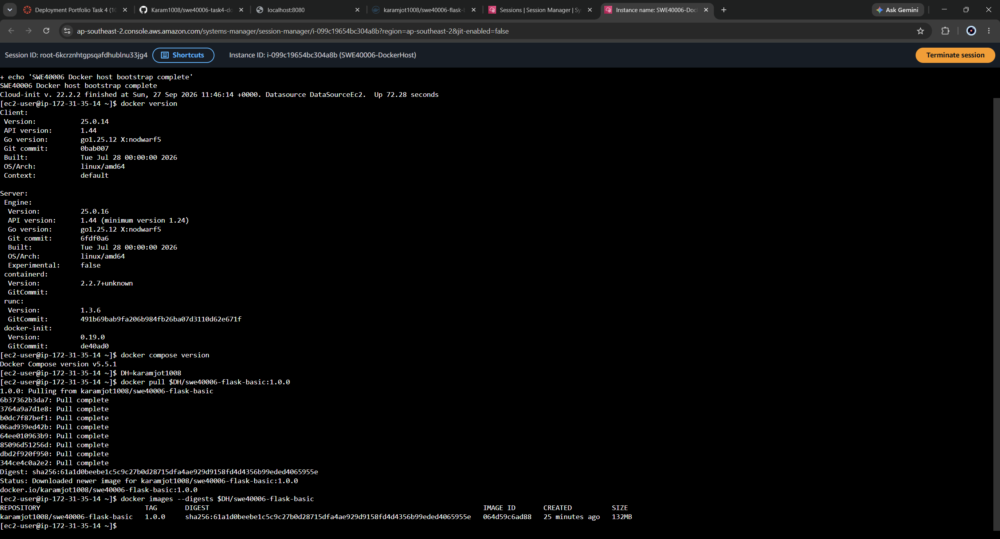 Deployment Portfolio Task 4 (10
Karam1008/swe40006-task4-do
localhost:8080
karamjot1008/swe40006-flask-b
Sessions | Session Manager | Sy
Instance name: SWE40006-Doc
Ask Gemini
ap-southeast-2.console.aws.amazon.com/systems-manager/session-manager/i-099c19654bc304a8b?region=ap-southeast-2&jit-enabled=false
Session ID: root-6kcrznhtgpsqafdhublnu33jg4
Shortcuts
Instance ID: i-099c19654bc304a8b (SWE40006-DockerHost)
Terminate session
+ echo 'SWE40006 Docker host bootstrap complete'
SWE40006 Docker host bootstrap complete
Cloud-init v. 22.2.2 finished at Sun, 27 Sep 2026 11:46:14 +0000. Datasource DataSourceEc2.  Up 72.28 seconds
[ec2-user@ip-172-31-35-14 ~]$ docker version
Client:
 Version:           25.0.14
 API version:       1.44
 Go version:        go1.25.12 X:nodwarf5
 Git commit:        0bab007
 Built:             Tue Jul 28 00:00:00 2026
 OS/Arch:           linux/amd64
 Context:           default
Server:
 Engine:
  Version:          25.0.16
  API version:      1.44 (minimum version 1.24)
  Go version:       go1.25.12 X:nodwarf5
  Git commit:       6fdf0a6
  Built:            Tue Jul 28 00:00:00 2026
  OS/Arch:          linux/amd64
  Experimental:     false
 containerd:
  Version:          2.2.7+unknown
  GitCommit:
 runc:
  Version:          1.3.6
  GitCommit:        491b69bab9fa206b984fb26ba07d3110d62e671f
 docker-init:
  Version:          0.19.0
  GitCommit:        de40ad0
[ec2-user@ip-172-31-35-14 ~]$ docker compose version
Docker Compose version v5.5.1
[ec2-user@ip-172-31-35-14 ~]$ DH=karamjot1008
[ec2-user@ip-172-31-35-14 ~]$ docker pull $DH/swe40006-flask-basic:1.0.0
1.0.0: Pulling from karamjot1008/swe40006-flask-basic
6b37362b3da7: Pull complete
3764a9a7d1e8: Pull complete
b0dc7f87bef1: Pull complete
06ad939ed42b: Pull complete
64ee010963b9: Pull complete
85096d51256d: Pull complete
dbd2f920f950: Pull complete
344ce4c0a2e2: Pull complete
Digest: sha256:61a1d0beebe1c5c9c27b0d28715dfa4ae929d9158fd4d4356b99eded4065955e
Status: Downloaded newer image for karamjot1008/swe40006-flask-basic:1.0.0
docker.io/karamjot1008/swe40006-flask-basic:1.0.0
[ec2-user@ip-172-31-35-14 ~]$ docker images --digests $DH/swe40006-flask-basic
REPOSITORY                          TAG       DIGEST                                                                    IMAGE ID       CREATED          SIZE
karamjot1008/swe40006-flask-basic   1.0.0     sha256:61a1d0beebe1c5c9c27b0d28715dfa4ae929d9158fd4d4356b99eded4065955e   064d59c6ad88   25 minutes ago   132MB
[ec2-user@ip-172-31-35-14 ~]$